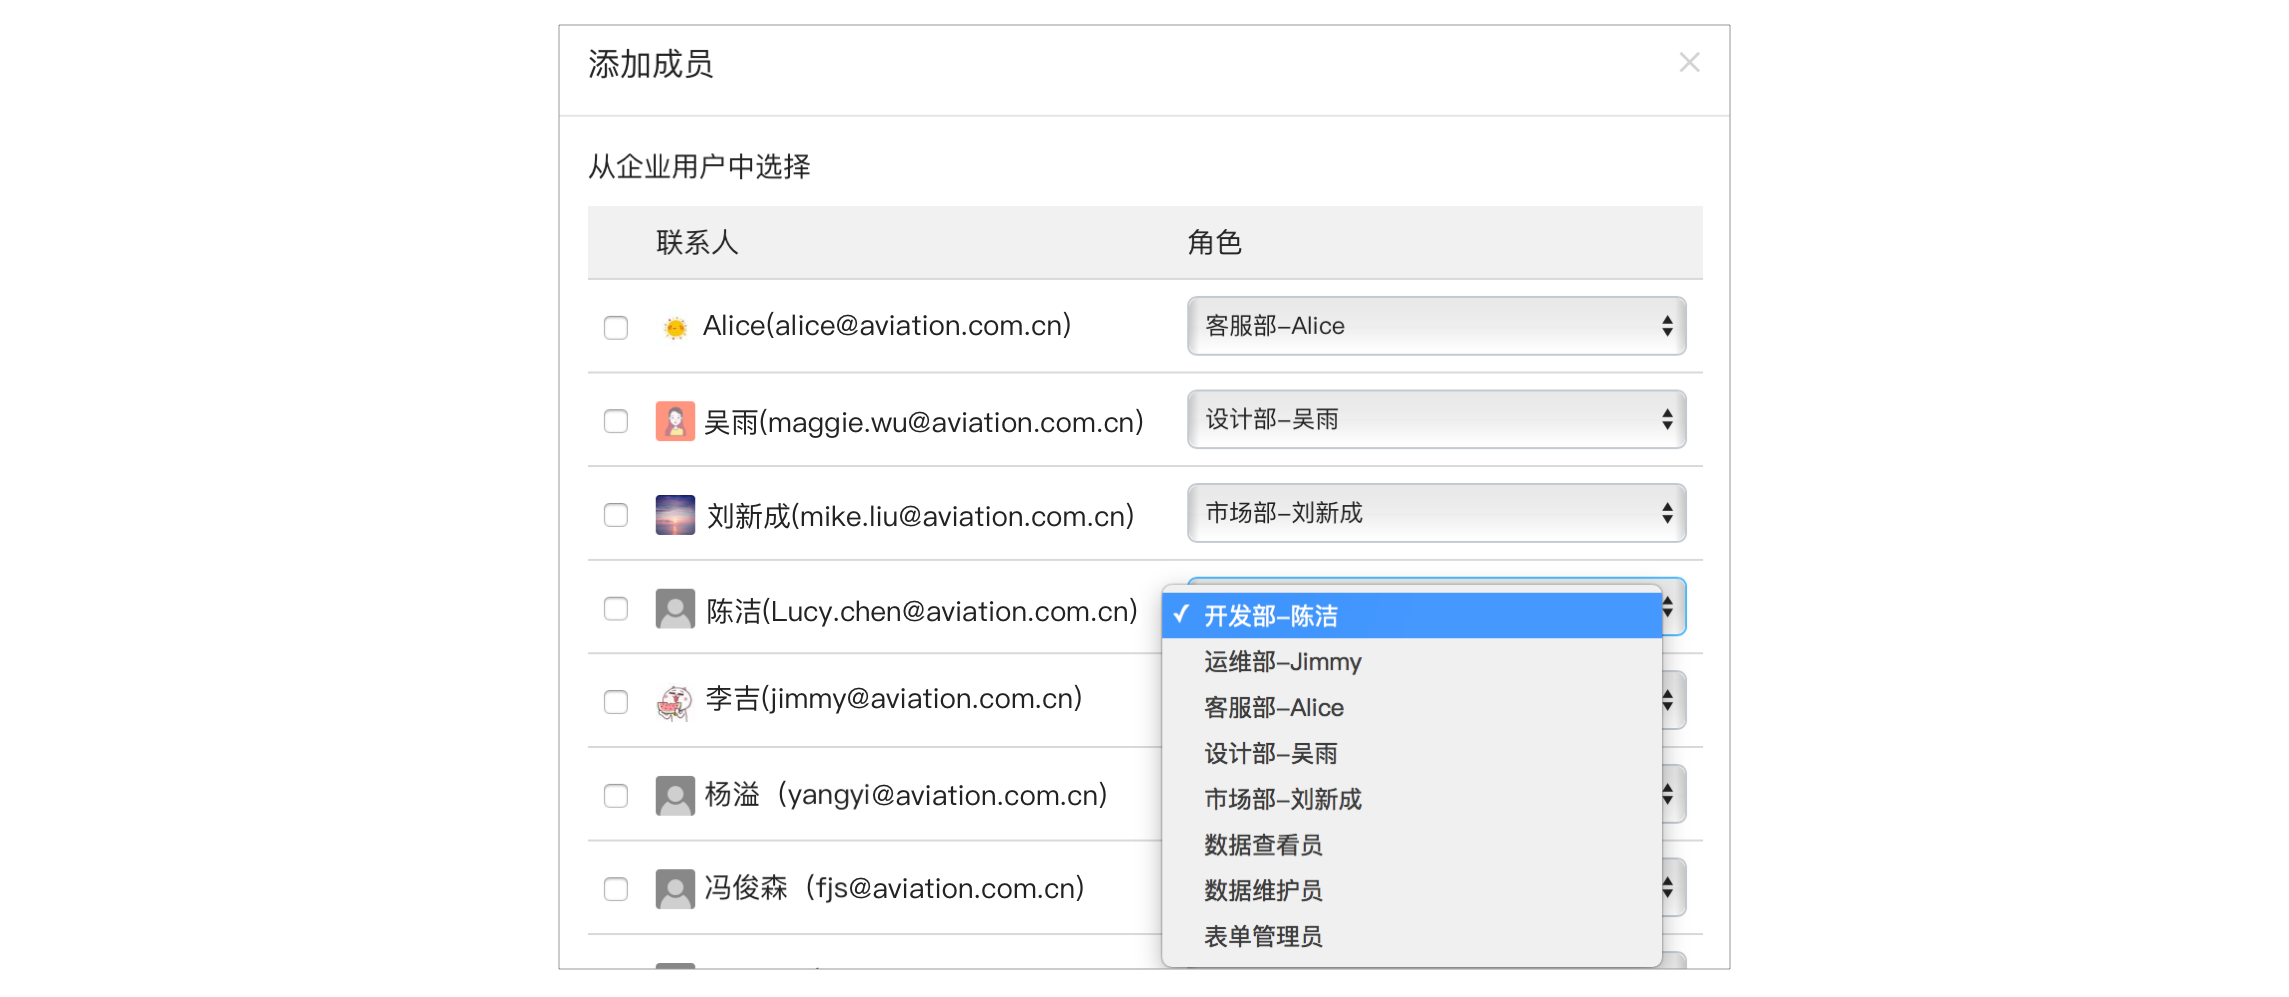 添加成员
从企业用户中选择
联系人 角色
Alice(alice@aviation.com.cn) 客服部-Alice
吴雨(maggie.wu@aviation.com.cn) 设计部-吴雨
刘新成(mike.liu@aviation.com.cn) 市场部-刘新成
陈洁(Lucy.chen@aviation.com.cn) 开发部-陈洁
运维部-Jimmy
李吉(jimmy@aviation.com.cn) 客服部-Alice
设计部-吴雨
杨溢（yangyi@aviation.com.cn) 市场部-刘新成
数据查看员
冯俊森（fjs@aviation.com.cn) 数据维护员
表单管理员